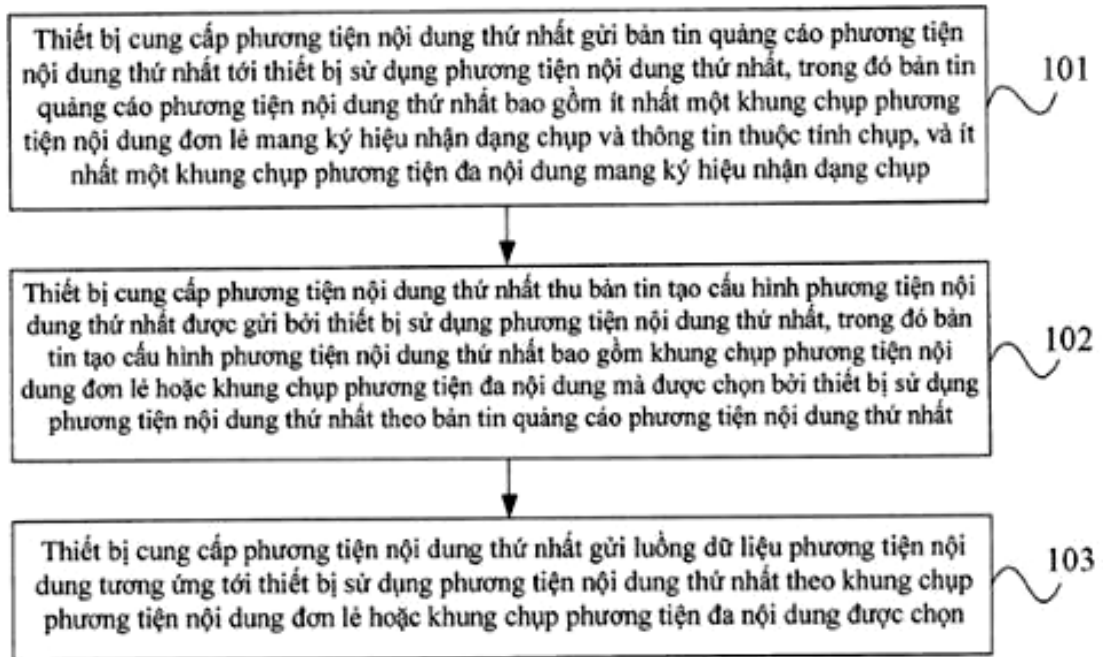 Thiết bị cung cấp phương tiện nội dung thứ nhất gửi bản tin quảng cáo phương tiện
nội dung thứ nhất tới thiết bị sử dụng phương tiện nội dung thứ nhất, trong đó bản tin
quảng cáo phương tiện nội dung thứ nhất bao gồm ít nhất một khung chụp phương
tiện nội dung đơn lẻ mang ký hiệu nhận dạng chụp và thông tin thuộc tính chụp, và ít
nhất một khung chụp phương tiện đa nội dung mang ký hiệu nhận dạng chụp
101
Thiết bị cung cấp phương tiện nội dung thứ nhất thu bản tin tạo cấu hình phương tiện nội
dung thứ nhất được gửi bởi thiết bị sử dụng phương tiện nội dung thứ nhất, trong đó bản
tin tạo cấu hình phương tiện nội dung thứ nhất bao gồm khung chụp phương tiện nội
dung đơn lẻ hoặc khung chụp phương tiện đa nội dung mà được chọn bởi thiết bị sử dụng
phương tiện nội dung thứ nhất theo bản tin quảng cáo phương tiện nội dung thứ nhất
102
Thiết bị cung cấp phương tiện nội dung thứ nhất gửi luồng dữ liệu phương tiện nội
dung tương ứng tới thiết bị sử dụng phương tiện nội dung thứ nhất theo khung chụp
phương tiện nội dung đơn lẻ hoặc khung chụp phương tiện đa nội dung được chọn
103